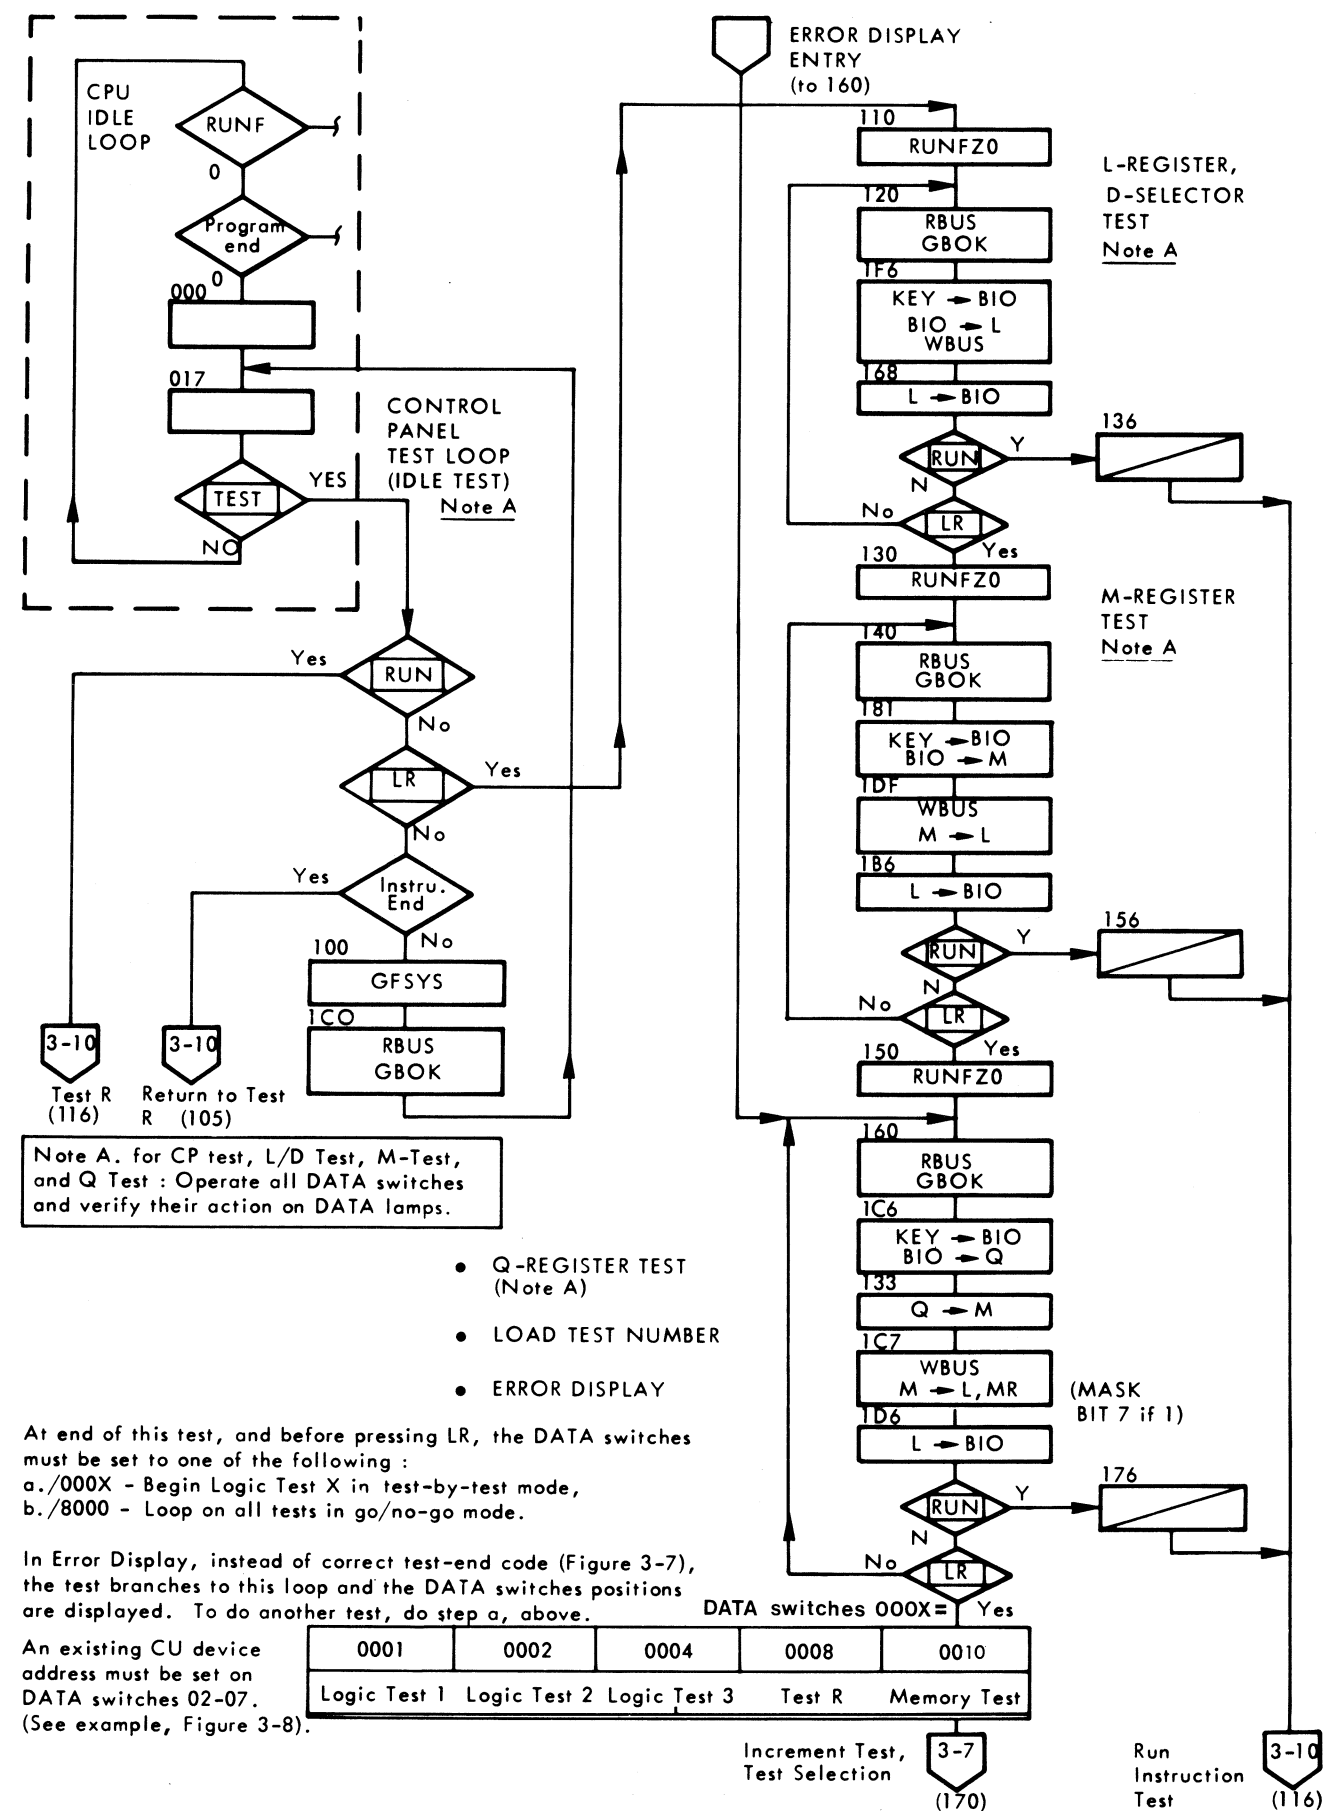 CPU
IDLE
LOOP
RUNF
0
Program
end
0
000
017
TEST
YES
NO
CONTROL
PANEL
TEST LOOP
(IDLE TEST)
Note A
Yes
RUN
No
LR
Yes
No
Yes
Instru.
End
No
100
GFSYS
1CO
RBUS
GBOK
3-10
Test R
(116)
3-10
Return to Test
R (105)
Note A. for CP test, L/D Test, M-Test,
and Q Test : Operate all DATA switches
and verify their action on DATA lamps.
ERROR DISPLAY
ENTRY
(to 160)
110
RUNFZ0
L-REGISTER,
D-SELECTOR
TEST
Note A
120
RBUS
GBOK
1F6
KEY → BIO
BIO → L
WBUS
168
L → BIO
RUN
Y
136
N
No
LR
Yes
130
RUNFZ0
M-REGISTER
TEST
Note A
140
RBUS
GBOK
181
KEY → BIO
BIO → M
1DF
WBUS
M → L
1B6
L → BIO
RUN
Y
156
N
No
LR
Yes
150
RUNFZ0
160
RBUS
GBOK
1C6
KEY → BIO
BIO → Q
133
Q → M
1C7
WBUS
M → L, MR
(MASK
BIT 7 if 1)
1D6
L → BIO
RUN
Y
176
N
No
LR
Yes
• Q-REGISTER TEST
(Note A)
• LOAD TEST NUMBER
• ERROR DISPLAY
At end of this test, and before pressing LR, the DATA switches
must be set to one of the following :
a./000X - Begin Logic Test X in test-by-test mode,
b./8000 - Loop on all tests in go/no-go mode.
In Error Display, instead of correct test-end code (Figure 3-7),
the test branches to this loop and the DATA switches positions
are displayed. To do another test, do step a, above.
An existing CU device
address must be set on
DATA switches 02-07.
(See example, Figure 3-8).
DATA switches 000X=
0001 0002 0004 0008 0010
Logic Test 1 Logic Test 2 Logic Test 3 Test R Memory Test
Increment Test,
Test Selection
3-7
(170)
Run
Instruction
Test
3-10
(116)